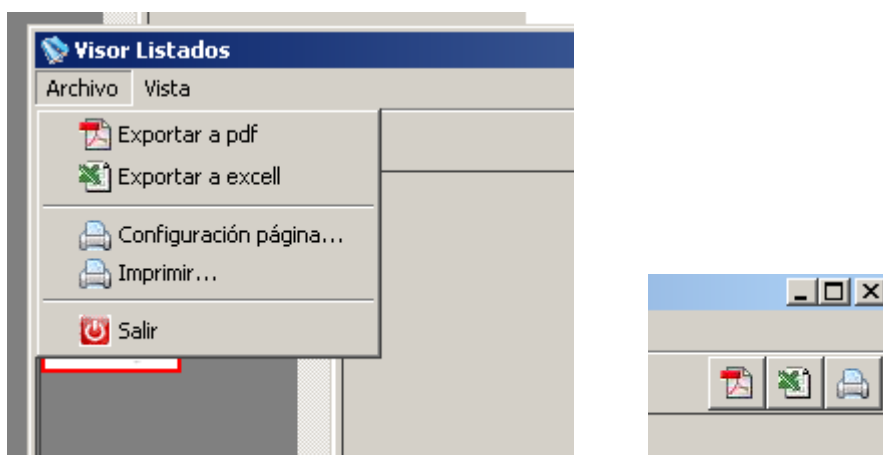 Visor Listados
Archivo Vista
Exportar a pdf
Exportar a excell
Configuración página...
Imprimir...
Salir